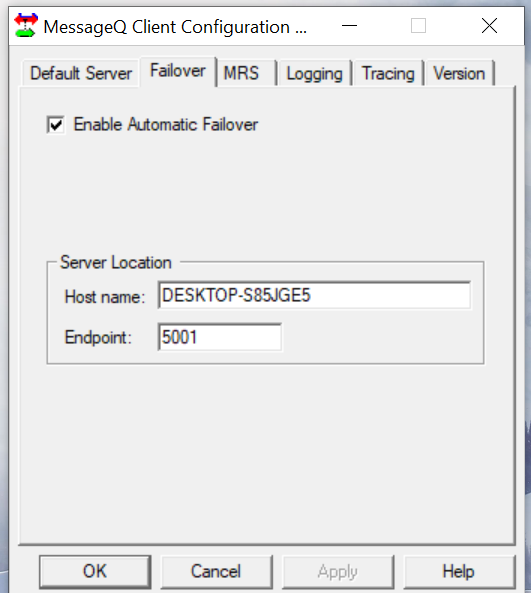 MessageQ Client Configuration ...
Default Server Failover MRS Logging Tracing Version
Enable Automatic Failover
Server Location
Host name: DESKTOP-S85JGE5
Endpoint: 5001
OK Cancel Apply Help